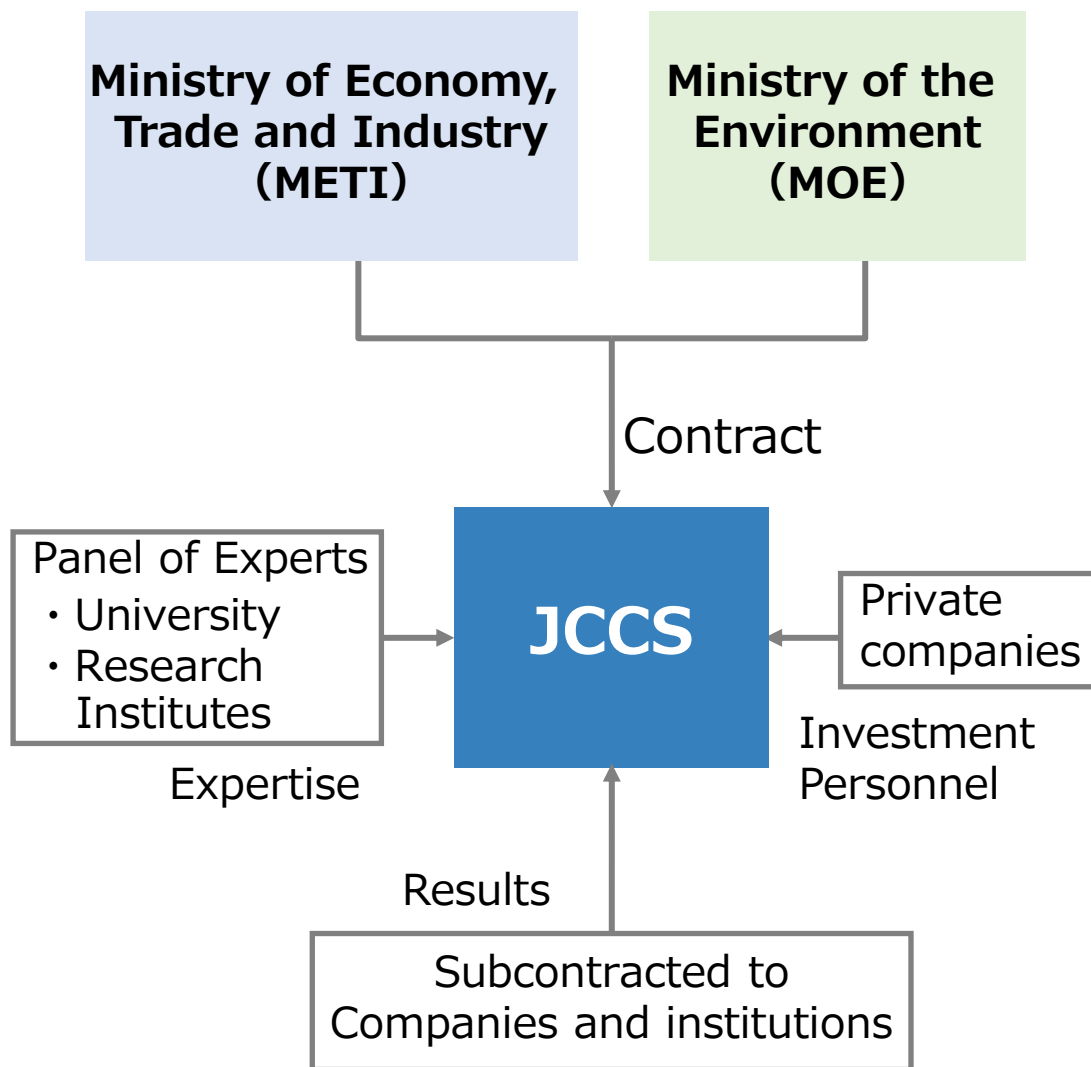 Ministry of Economy,
Trade and Industry
（METI）
Ministry of the
Environment
（MOE）
Contract
Panel of Experts
・University
・Research
Institutes
Expertise
JCCS
Private
companies
Investment
Personnel
Results
Subcontracted to
Companies and institutions